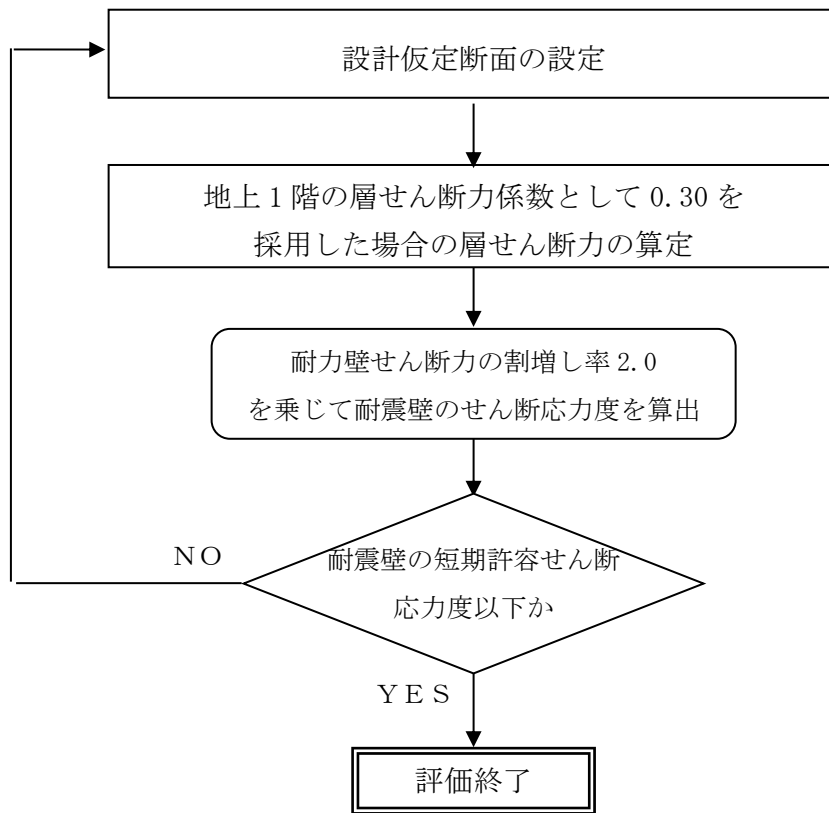 設計仮定断面の設定
地上1階の層せん断力係数として0.30を
採用した場合の層せん断力の算定
耐力壁せん断力の割増し率2.0
を乗じて耐震壁のせん断応力度を算出
NO
耐震壁の短期許容せん断
応力度以下か
YES
評価終了